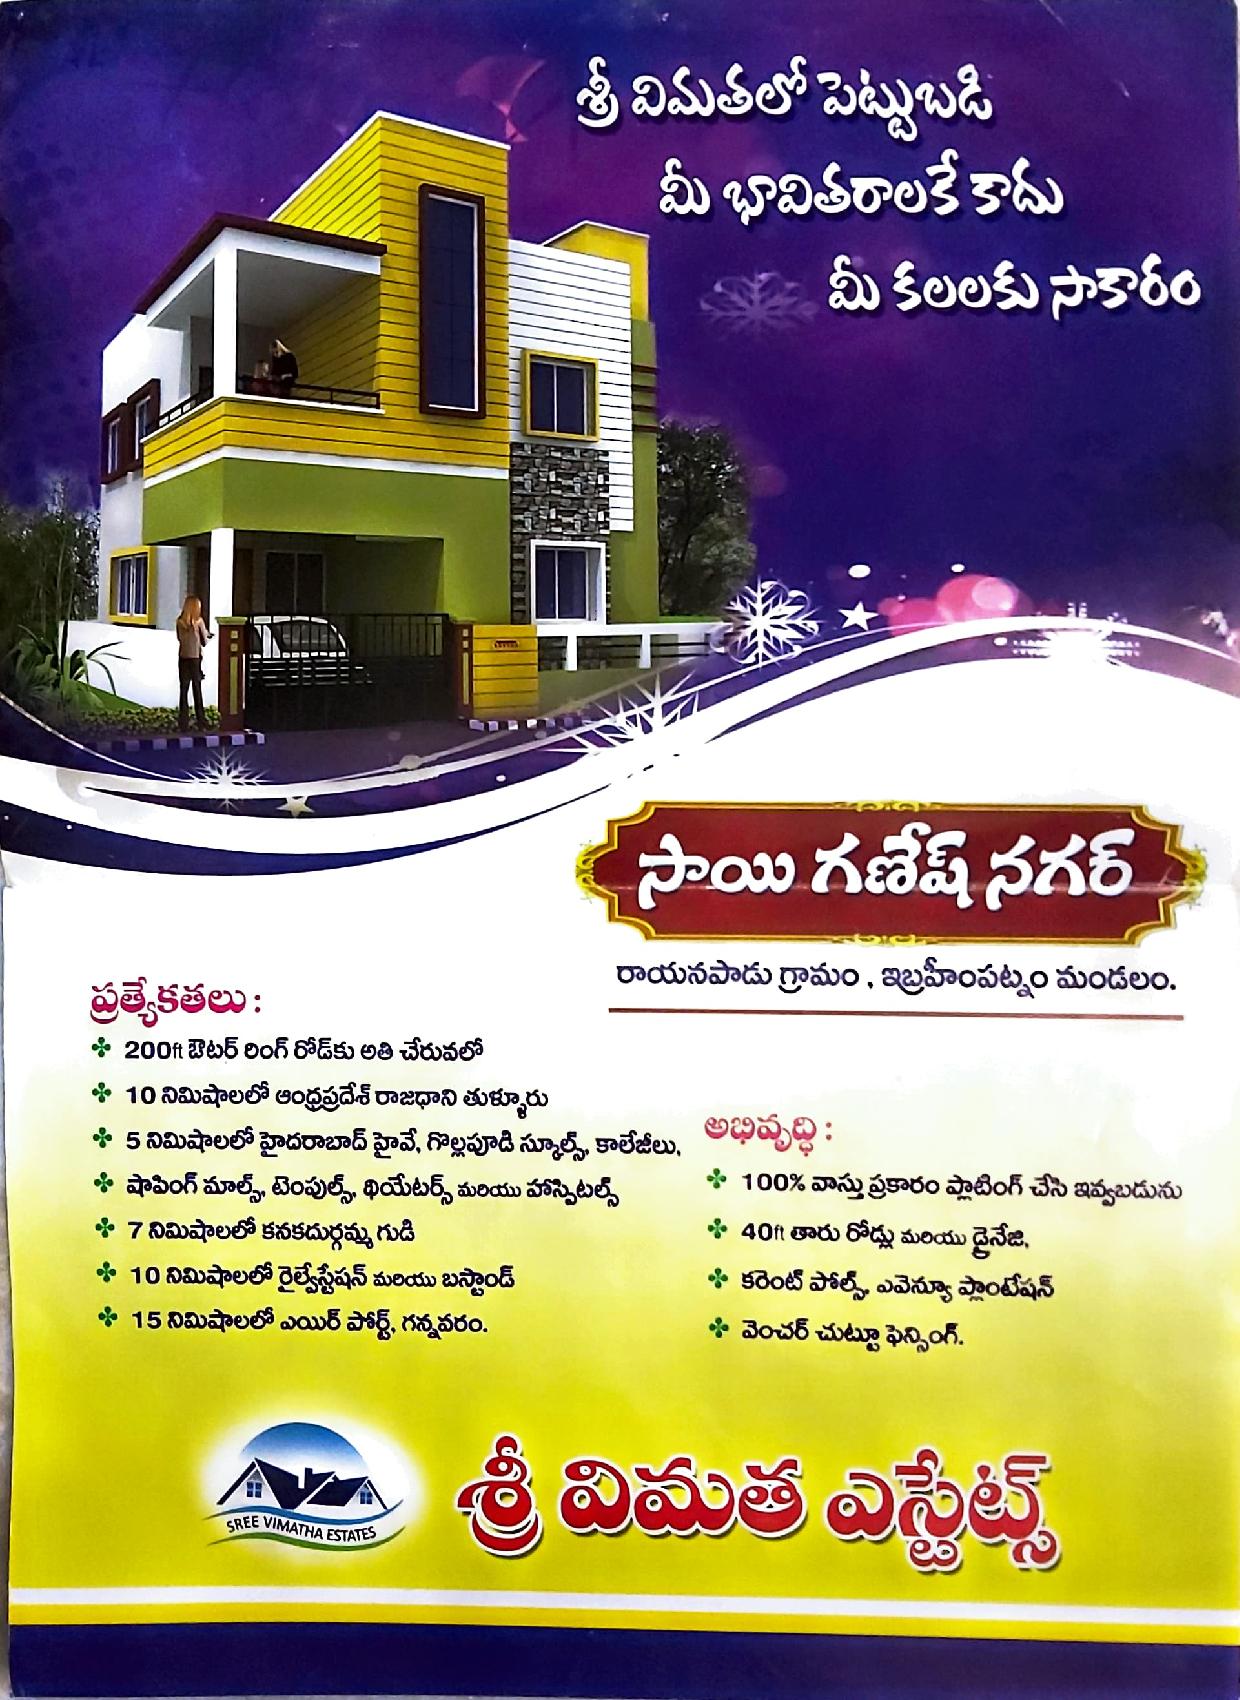 శ్రీ విమతలో పెట్టుబడి
మీ భావితరాలకే కాదు
మీ కలలకు సాకారం
సాయి గణేష్ నగర్
రాయనపాడు గ్రామం , ఇబ్రహీంపట్నం మండలం.
ప్రత్యేకతలు :
200ft ఔటర్ రింగ్ రోడ్‌కు అతి చేరువలో
10 నిమిషాలలో ఆంధ్రప్రదేశ్ రాజధాని తుళ్ళూరు
5 నిమిషాలలో హైదరాబాద్ హైవే, గొల్లపూడి స్కూల్స్, కాలేజీలు,
షాపింగ్ మాల్స్, టెంపుల్స్, థియేటర్స్ మరియు హాస్పిటల్స్
7 నిమిషాలలో కనకదుర్గమ్మ గుడి
10 నిమిషాలలో రైల్వేస్టేషన్ మరియు బస్టాండ్
15 నిమిషాలలో ఎయిర్ పోర్ట్, గన్నవరం.
అభివృద్ధి :
100% వాస్తు ప్రకారం ప్లాటింగ్ చేసి ఇవ్వబడును
40ft తారు రోడ్లు మరియు డ్రైనేజి,
కరెంట్ పోల్స్, ఎవెన్యూ ప్లాంటేషన్
వెంచర్ చుట్టూ ఫెన్సింగ్.
SREE VIMATHA ESTATES
శ్రీ విమత ఎస్టేట్స్